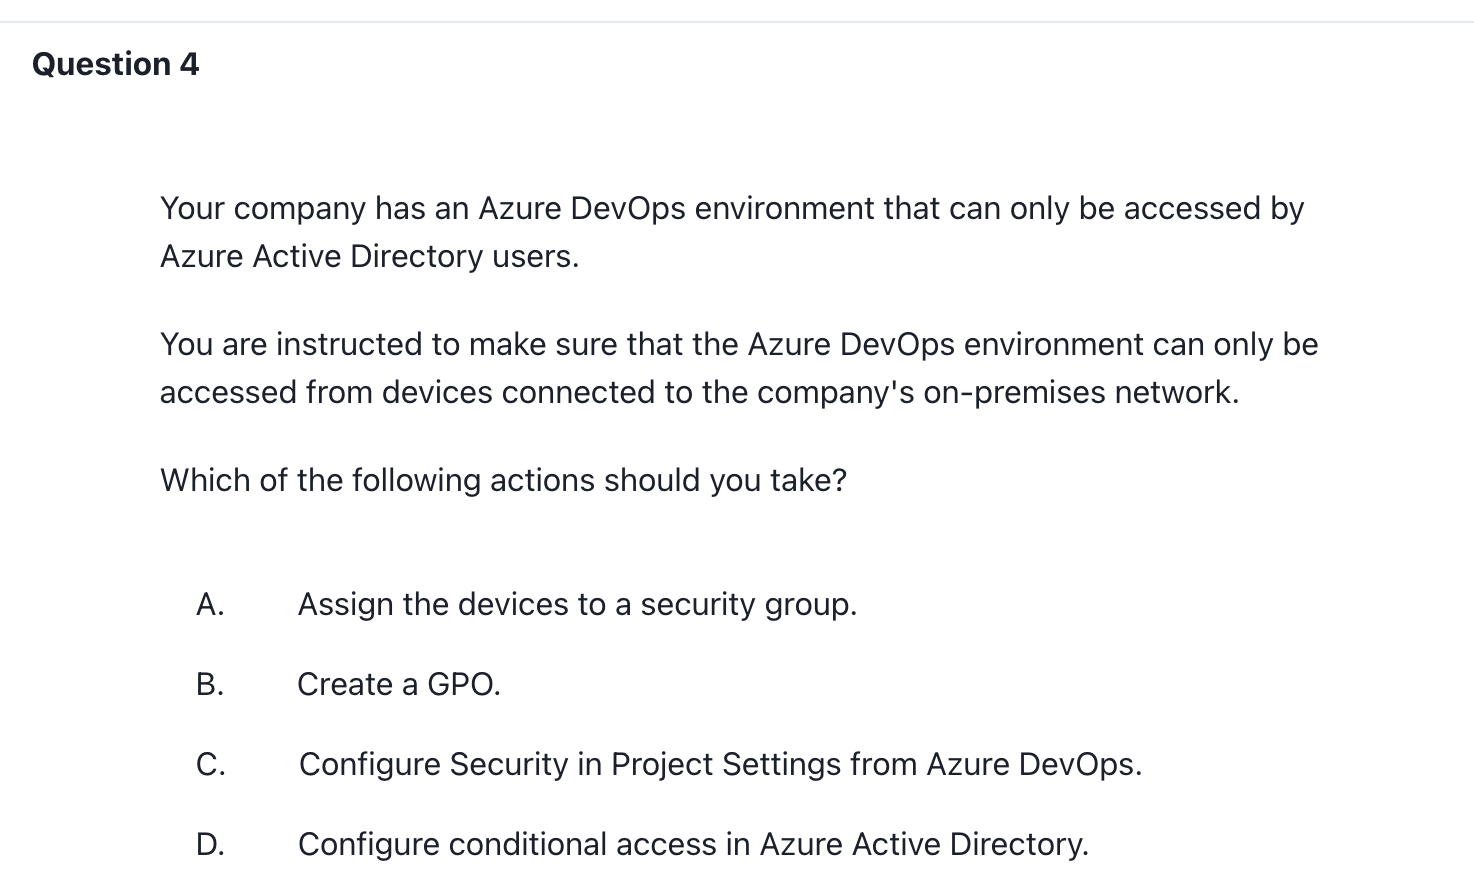 Question 4
Your company has an Azure DevOps environment that can only be accessed by
Azure Active Directory users.
You are instructed to make sure that the Azure DevOps environment can only be
accessed from devices connected to the company's on-premises network.
Which of the following actions should you take?
A. Assign the devices to a security group.
B. Create a GPO.
C. Configure Security in Project Settings from Azure DevOps.
D. Configure conditional access in Azure Active Directory.